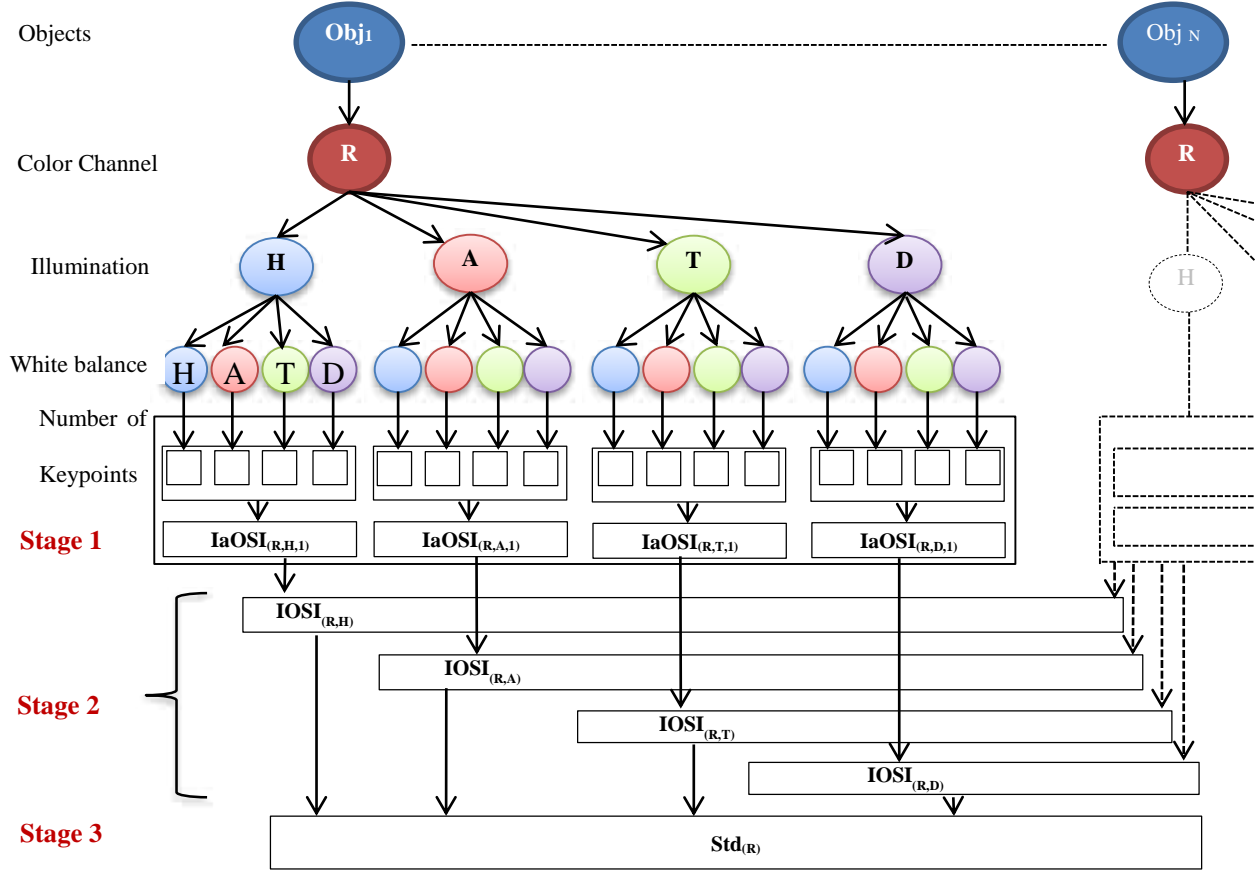 Objects
Obj1
Obj N
Color Channel
R
R
Illumination
H
A
T
D
H
White balance
H A T D
Number of
Keypoints
Stage 1
IaOSI(R,H,1)
IaOSI(R,A,1)
IaOSI(R,T,1)
IaOSI(R,D,1)
IOSI(R,H)
IOSI(R,A)
Stage 2
IOSI(R,T)
IOSI(R,D)
Stage 3
Std(R)